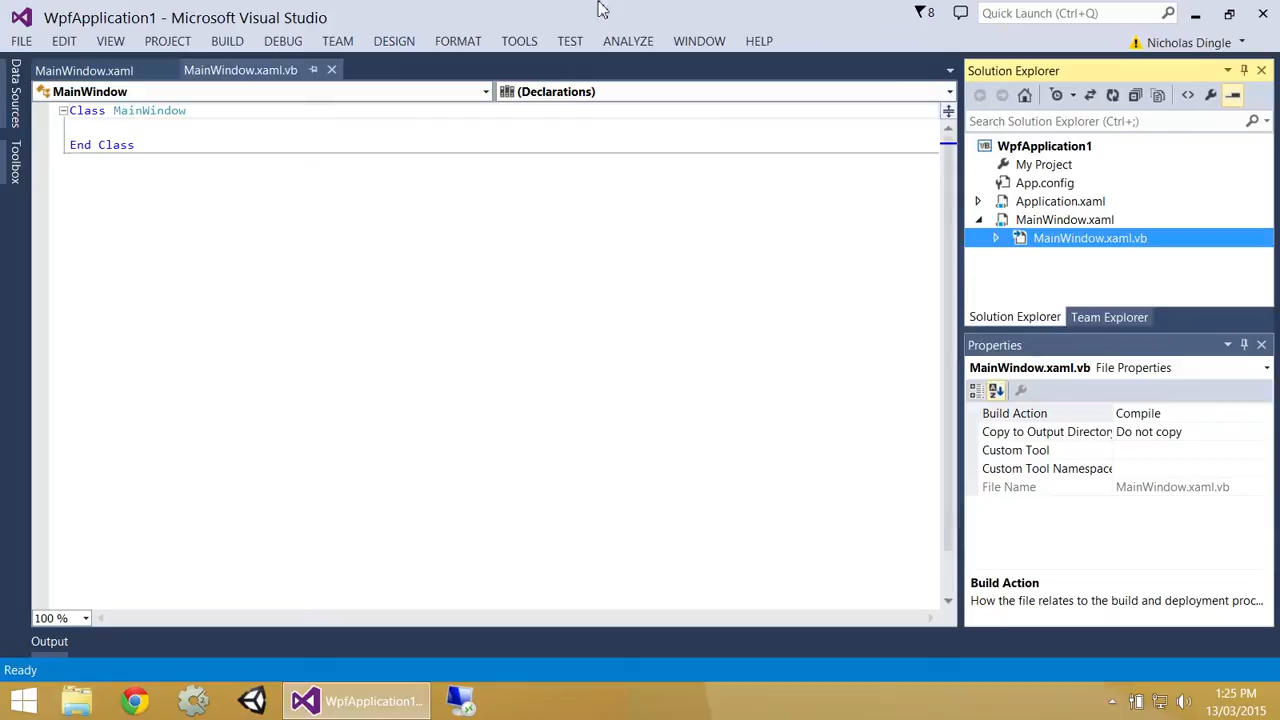 WpfApplication1 - Microsoft Visual Studio
8
Quick Launch (Ctrl+Q)
FILE EDIT VIEW PROJECT BUILD DEBUG TEAM DESIGN FORMAT TOOLS TEST ANALYZE WINDOW HELP
Nicholas Dingle
Data Sources
Toolbox
MainWindow.xaml
MainWindow.xaml.vb
MainWindow
(Declarations)
Class MainWindow
End Class
100 %
Output
Solution Explorer
Search Solution Explorer (Ctrl+;)
WpfApplication1
My Project
App.config
Application.xaml
MainWindow.xaml
MainWindow.xaml.vb
Solution Explorer Team Explorer
Properties
MainWindow.xaml.vb File Properties
Build Action Compile
Copy to Output Director Do not copy
Custom Tool
Custom Tool Namespace
File Name MainWindow.xaml.vb
Build Action
How the file relates to the build and deployment proc...
Ready
WpfApplication1...
1:25 PM
13/03/2015